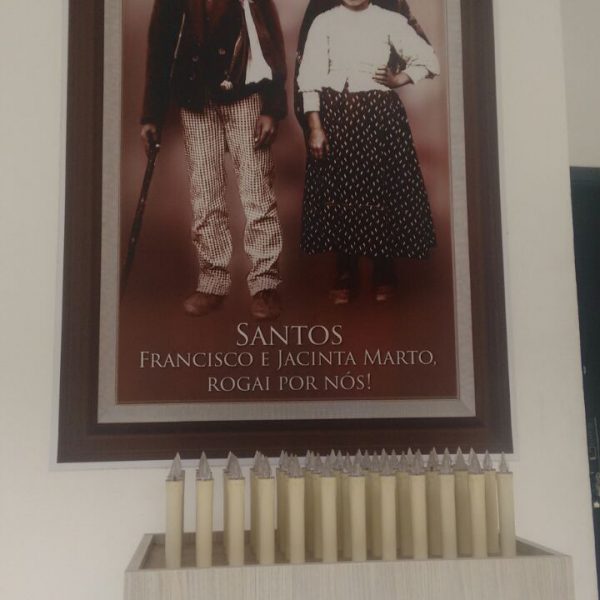 SANTOS
FRANCISCO E JACINTA MARTO,
ROGAI POR NÓS!